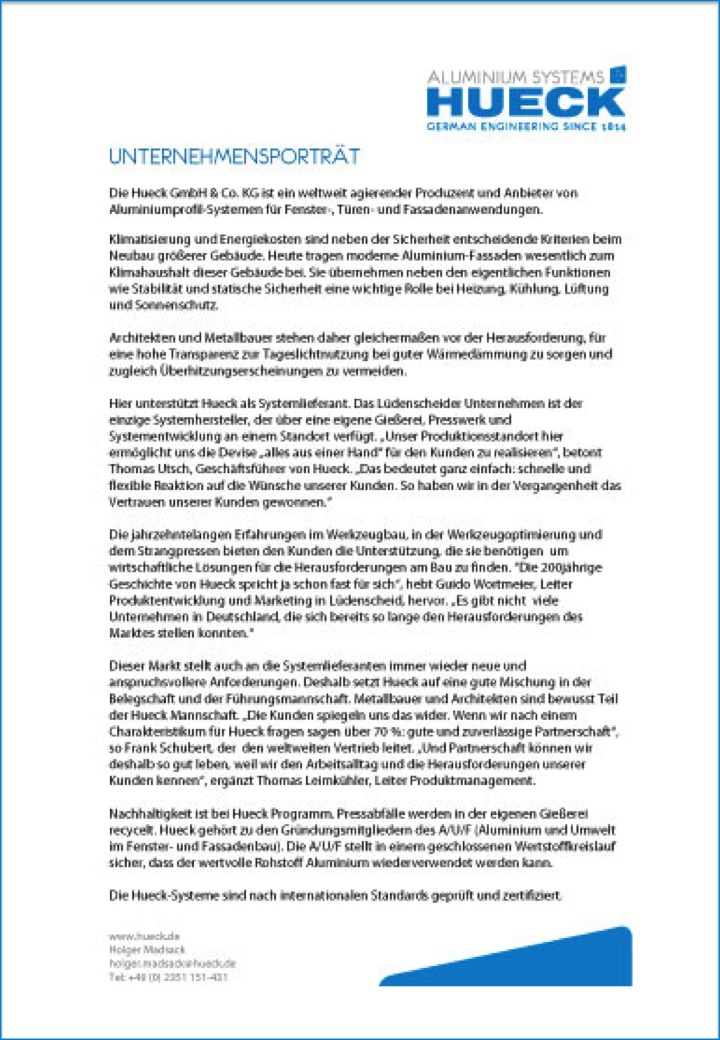 ALUMINIUM SYSTEMS
HUECK
GERMAN ENGINEERING SINCE 1814
UNTERNEHMENSPORTRÄT
Die Hueck GmbH & Co. KG ist ein weltweit agierender Produzent und Anbieter von
Aluminiumprofil-Systemen für Fenster-, Türen- und Fassadenanwendungen.
Klimatisierung und Energiekosten sind neben der Sicherheit entscheidende Kriterien beim
Neubau größerer Gebäude. Heute tragen moderne Aluminium-Fassaden wesentlich zum
Klimahaushalt dieser Gebäude bei. Sie übernehmen neben den eigentlichen Funktionen
wie Stabilität und statische Sicherheit eine wichtige Rolle bei Heizung, Kühlung, Lüftung
und Sonnenschutz.
Architekten und Metallbauer stehen daher gleichermaßen vor der Herausforderung, für
eine hohe Transparenz zur Tageslichtnutzung bei guter Wärmedämmung zu sorgen und
zugleich Überhitzungserscheinungen zu vermeiden.
Hier unterstützt Hueck als Systemlieferant. Das Lüdenscheider Unternehmen ist der
einzige Systemhersteller, der über eine eigene Gießerei, Presswerk und
Systementwicklung an einem Standort verfügt. „Unser Produktionsstandort hier
ermöglicht uns die Devise „alles aus einer Hand“ für den Kunden zu realisieren“, betont
Thomas Utsch, Geschäftsführer von Hueck. „Das bedeutet ganz einfach: schnelle und
flexible Reaktion auf die Wünsche unserer Kunden. So haben wir in der Vergangenheit das
Vertrauen unserer Kunden gewonnen.“
Die jahrzehntelangen Erfahrungen im Werkzeugbau, in der Werkzeugoptimierung und
dem Strangpressen bieten den Kunden die Unterstützung, die sie benötigen um
wirtschaftliche Lösungen für die Herausforderungen am Bau zu finden. "Die 200jährige
Geschichte von Hueck spricht ja schon fast für sich“, hebt Guido Wortmeier, Leiter
Produktentwicklung und Marketing in Lüdenscheid, hervor. „Es gibt nicht viele
Unternehmen in Deutschland, die sich bereits so lange den Herausforderungen des
Marktes stellen konnten."
Dieser Markt stellt auch an die Systemlieferanten immer wieder neue und
anspruchsvollere Anforderungen. Deshalb setzt Hueck auf eine gute Mischung in der
Belegschaft und der Führungsmannschaft. Metallbauer und Architekten sind bewusst Teil
der Hueck Mannschaft. „Die Kunden spiegeln uns das wider. Wenn wir nach einem
Charakteristikum für Hueck fragen sagen über 70 %: gute und zuverlässige Partnerschaft“,
so Frank Schubert, der den weltweiten Vertrieb leitet. „Und Partnerschaft können wir
deshalb so gut leben, weil wir den Arbeitsalltag und die Herausforderungen unserer
Kunden kennen“, ergänzt Thomas Leimkühler, Leiter Produktmanagement.
Nachhaltigkeit ist bei Hueck Programm. Pressabfälle werden in der eigenen Gießerei
recycelt. Hueck gehört zu den Gründungsmitgliedern des A/U/F (Aluminium und Umwelt
im Fenster- und Fassadenbau). Die A/U/F stellt in einem geschlossenen Wertstoffkreislauf
sicher, dass der wertvolle Rohstoff Aluminium wiederverwendet werden kann.
Die Hueck-Systeme sind nach internationalen Standards geprüft und zertifiziert.
www.hueck.de
Holger Madsack
holger.madsack@hueck.de
Tel: +49 (0) 2351 151-431